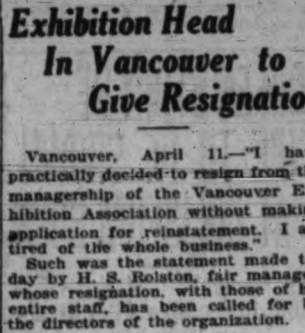 Exhibition Head
In Vancouver to
Give Resignatio
Vancouver, April 11.—"I ha
practically decided to resign from t
managership of the Vancouver E
hibition Association without maki
application for reinstatement. I a
tired of the whole business."
Such was the statement made t
day by H. S. Rolston, fair manage
whose resignation, with those of h
entire staff, has been called for
the directors of the organization.